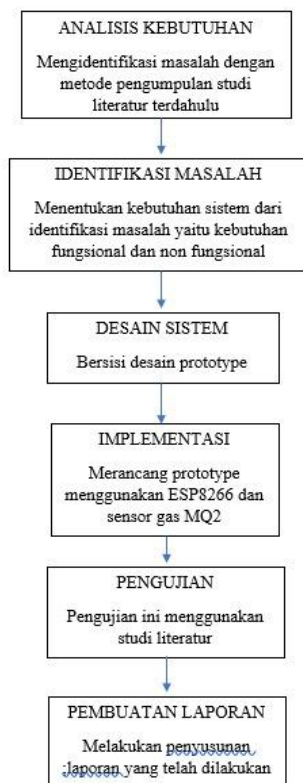 ANALISIS KEBUTUHAN
Mengidentifikasi masalah dengan
metode pengumpulan studi
literatur terdahulu
IDENTIFIKASI MASALAH
Menentukan kebutuhan sistem dari
identifikasi masalah yaitu kebutuhan
fungsional dan non fungsional
DESAIN SISTEM
Bersisi desain prototype
IMPLEMENTASI
Merancang prototype
menggunakan ESP8266 dan
sensor gas MQ2
PENGUJIAN
Pengujian ini menggunakan
studi literatur
PEMBUATAN LAPORAN
Melakukan penyusunan
;laporan yang telah dilakukan